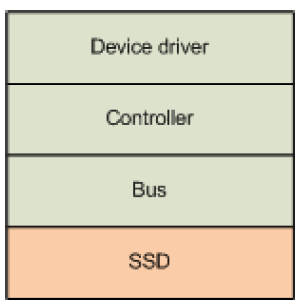 Device driver
Controller
Bus
SSD